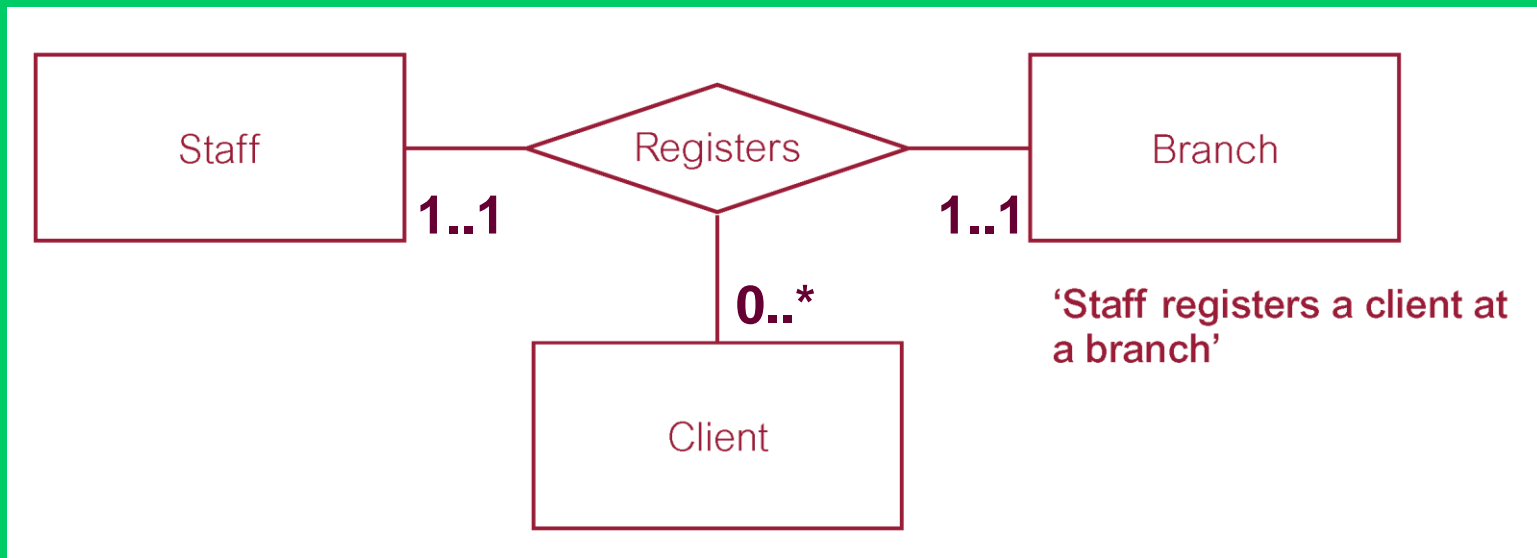 Staff
Registers
Branch
1..1
1..1
0..*
‘Staff registers a client at
a branch’
Client